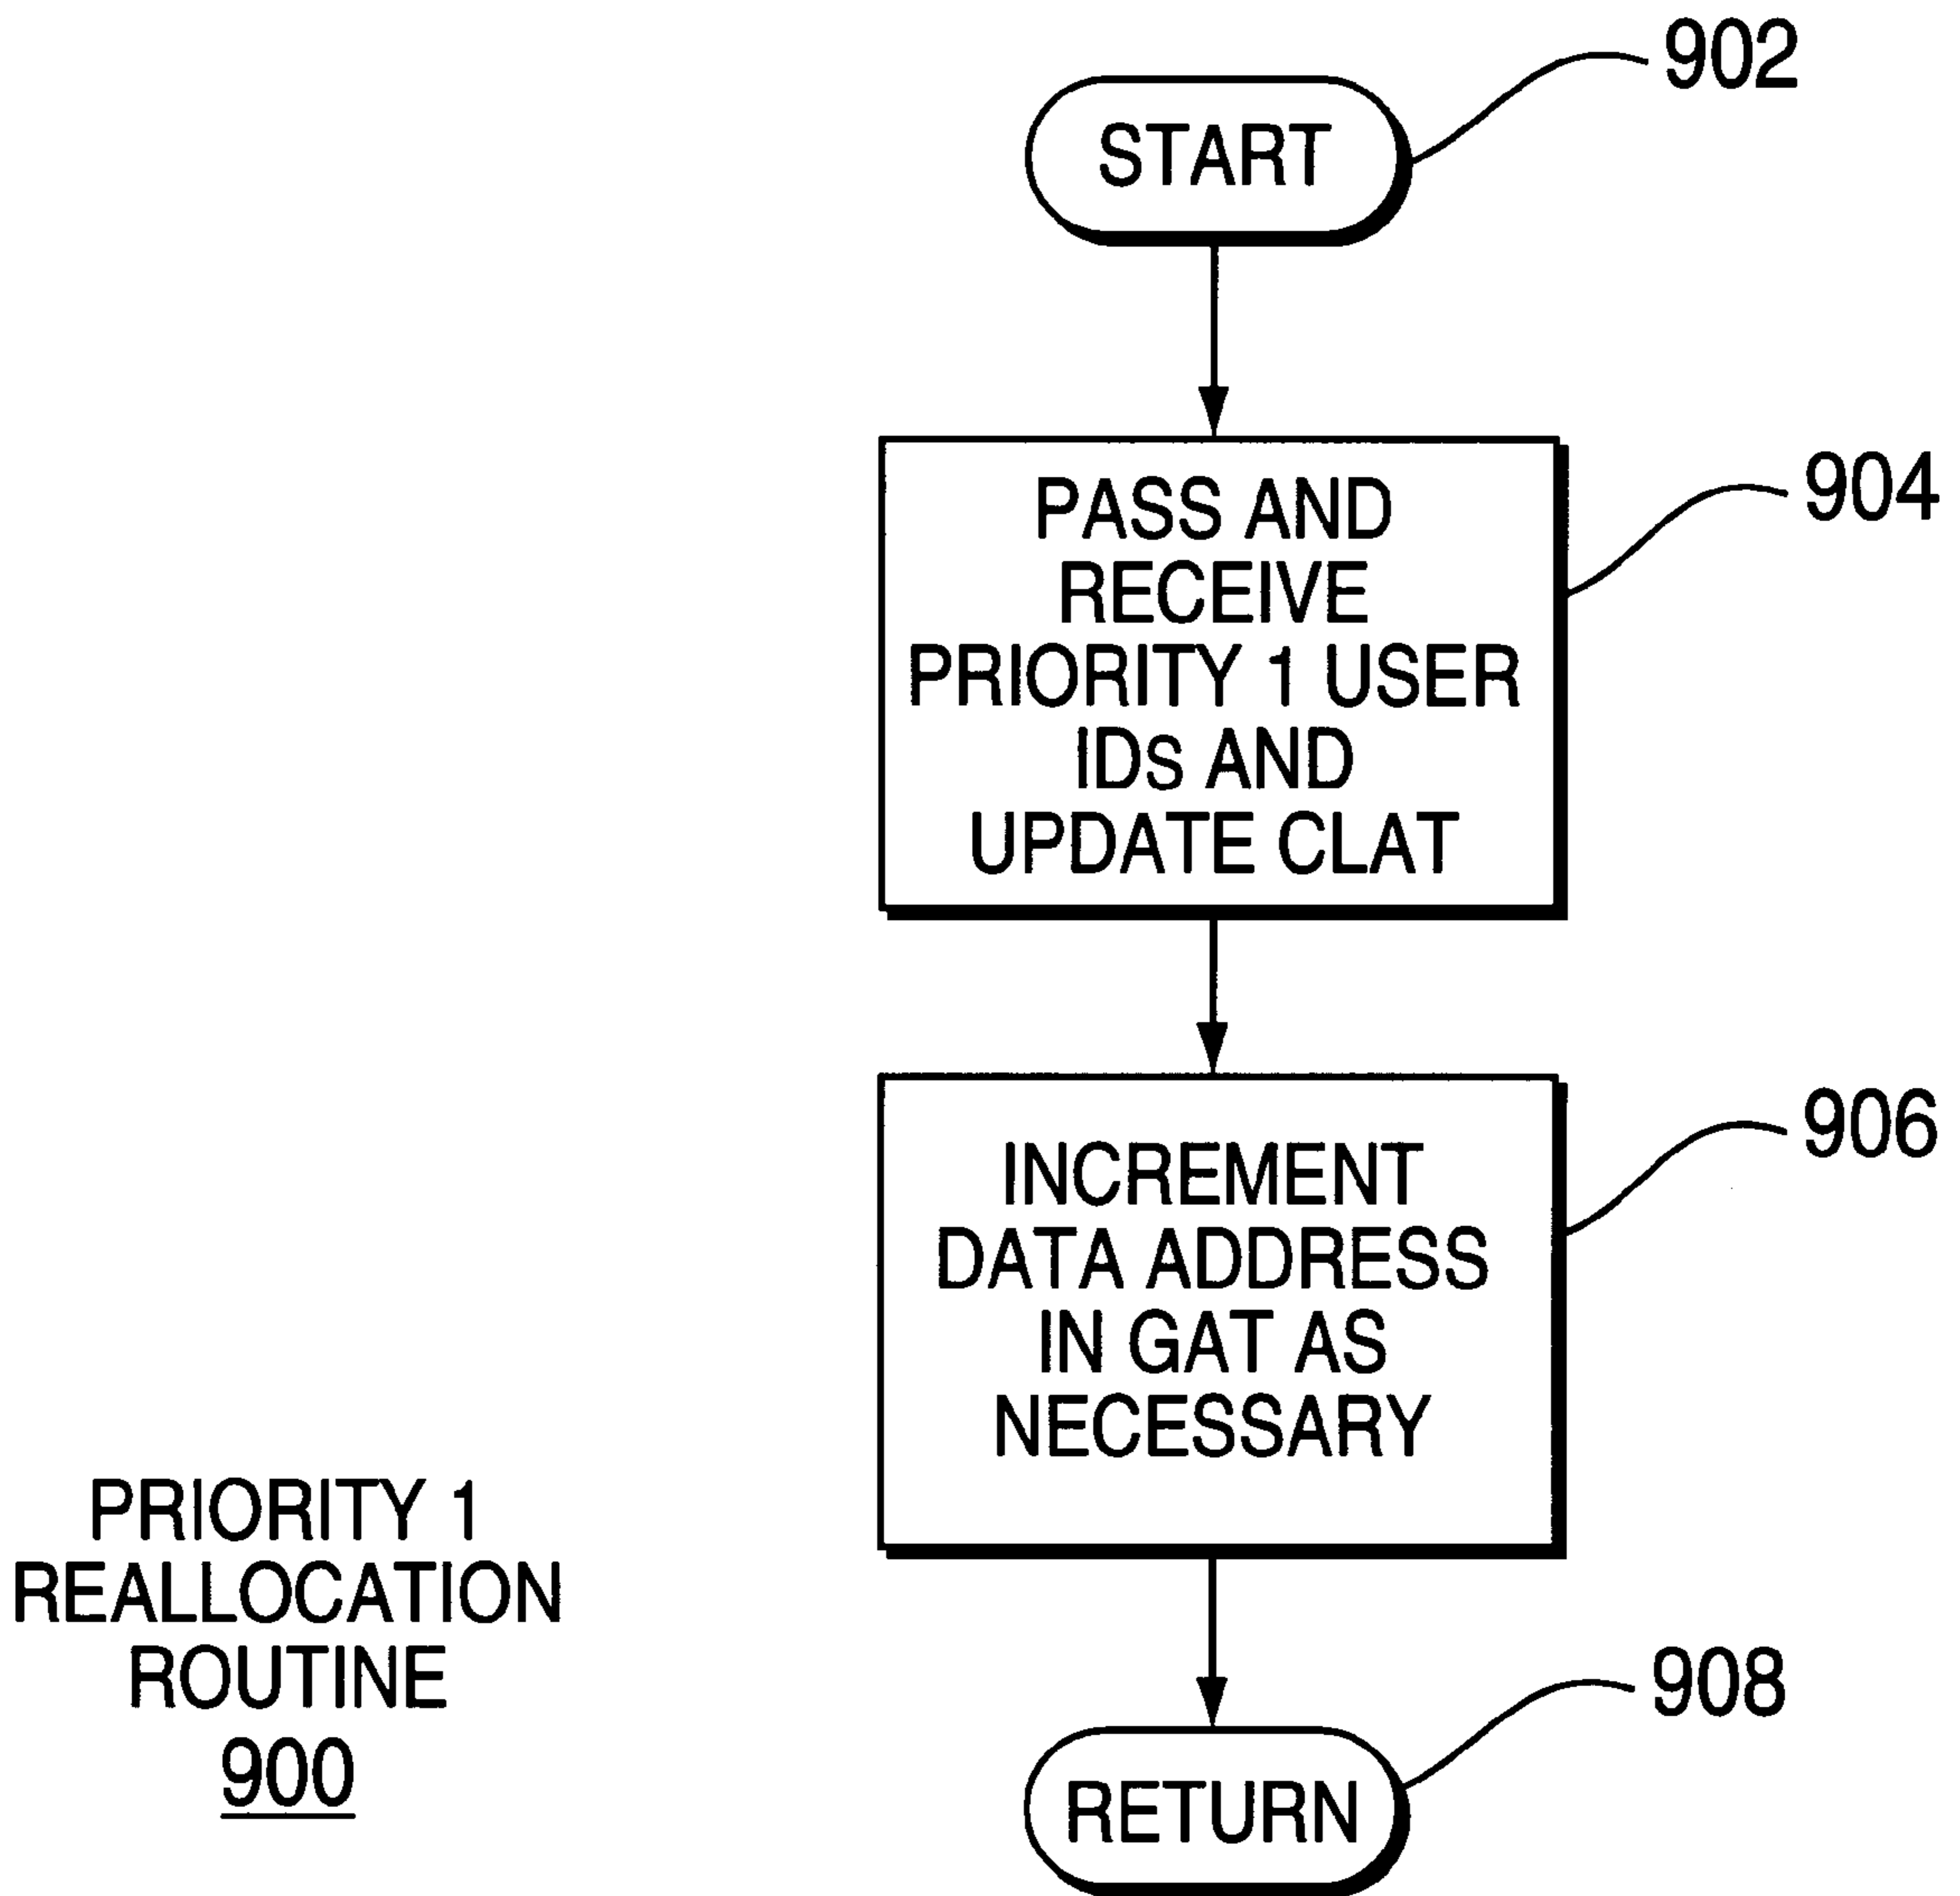 902
START
904
PASS AND
RECEIVE
PRIORITY 1 USER
IDs AND
UPDATE CLAT
906
INCREMENT
DATA ADDRESS
IN GAT AS
NECESSARY
PRIORITY 1
REALLOCATION
ROUTINE
900
908
RETURN